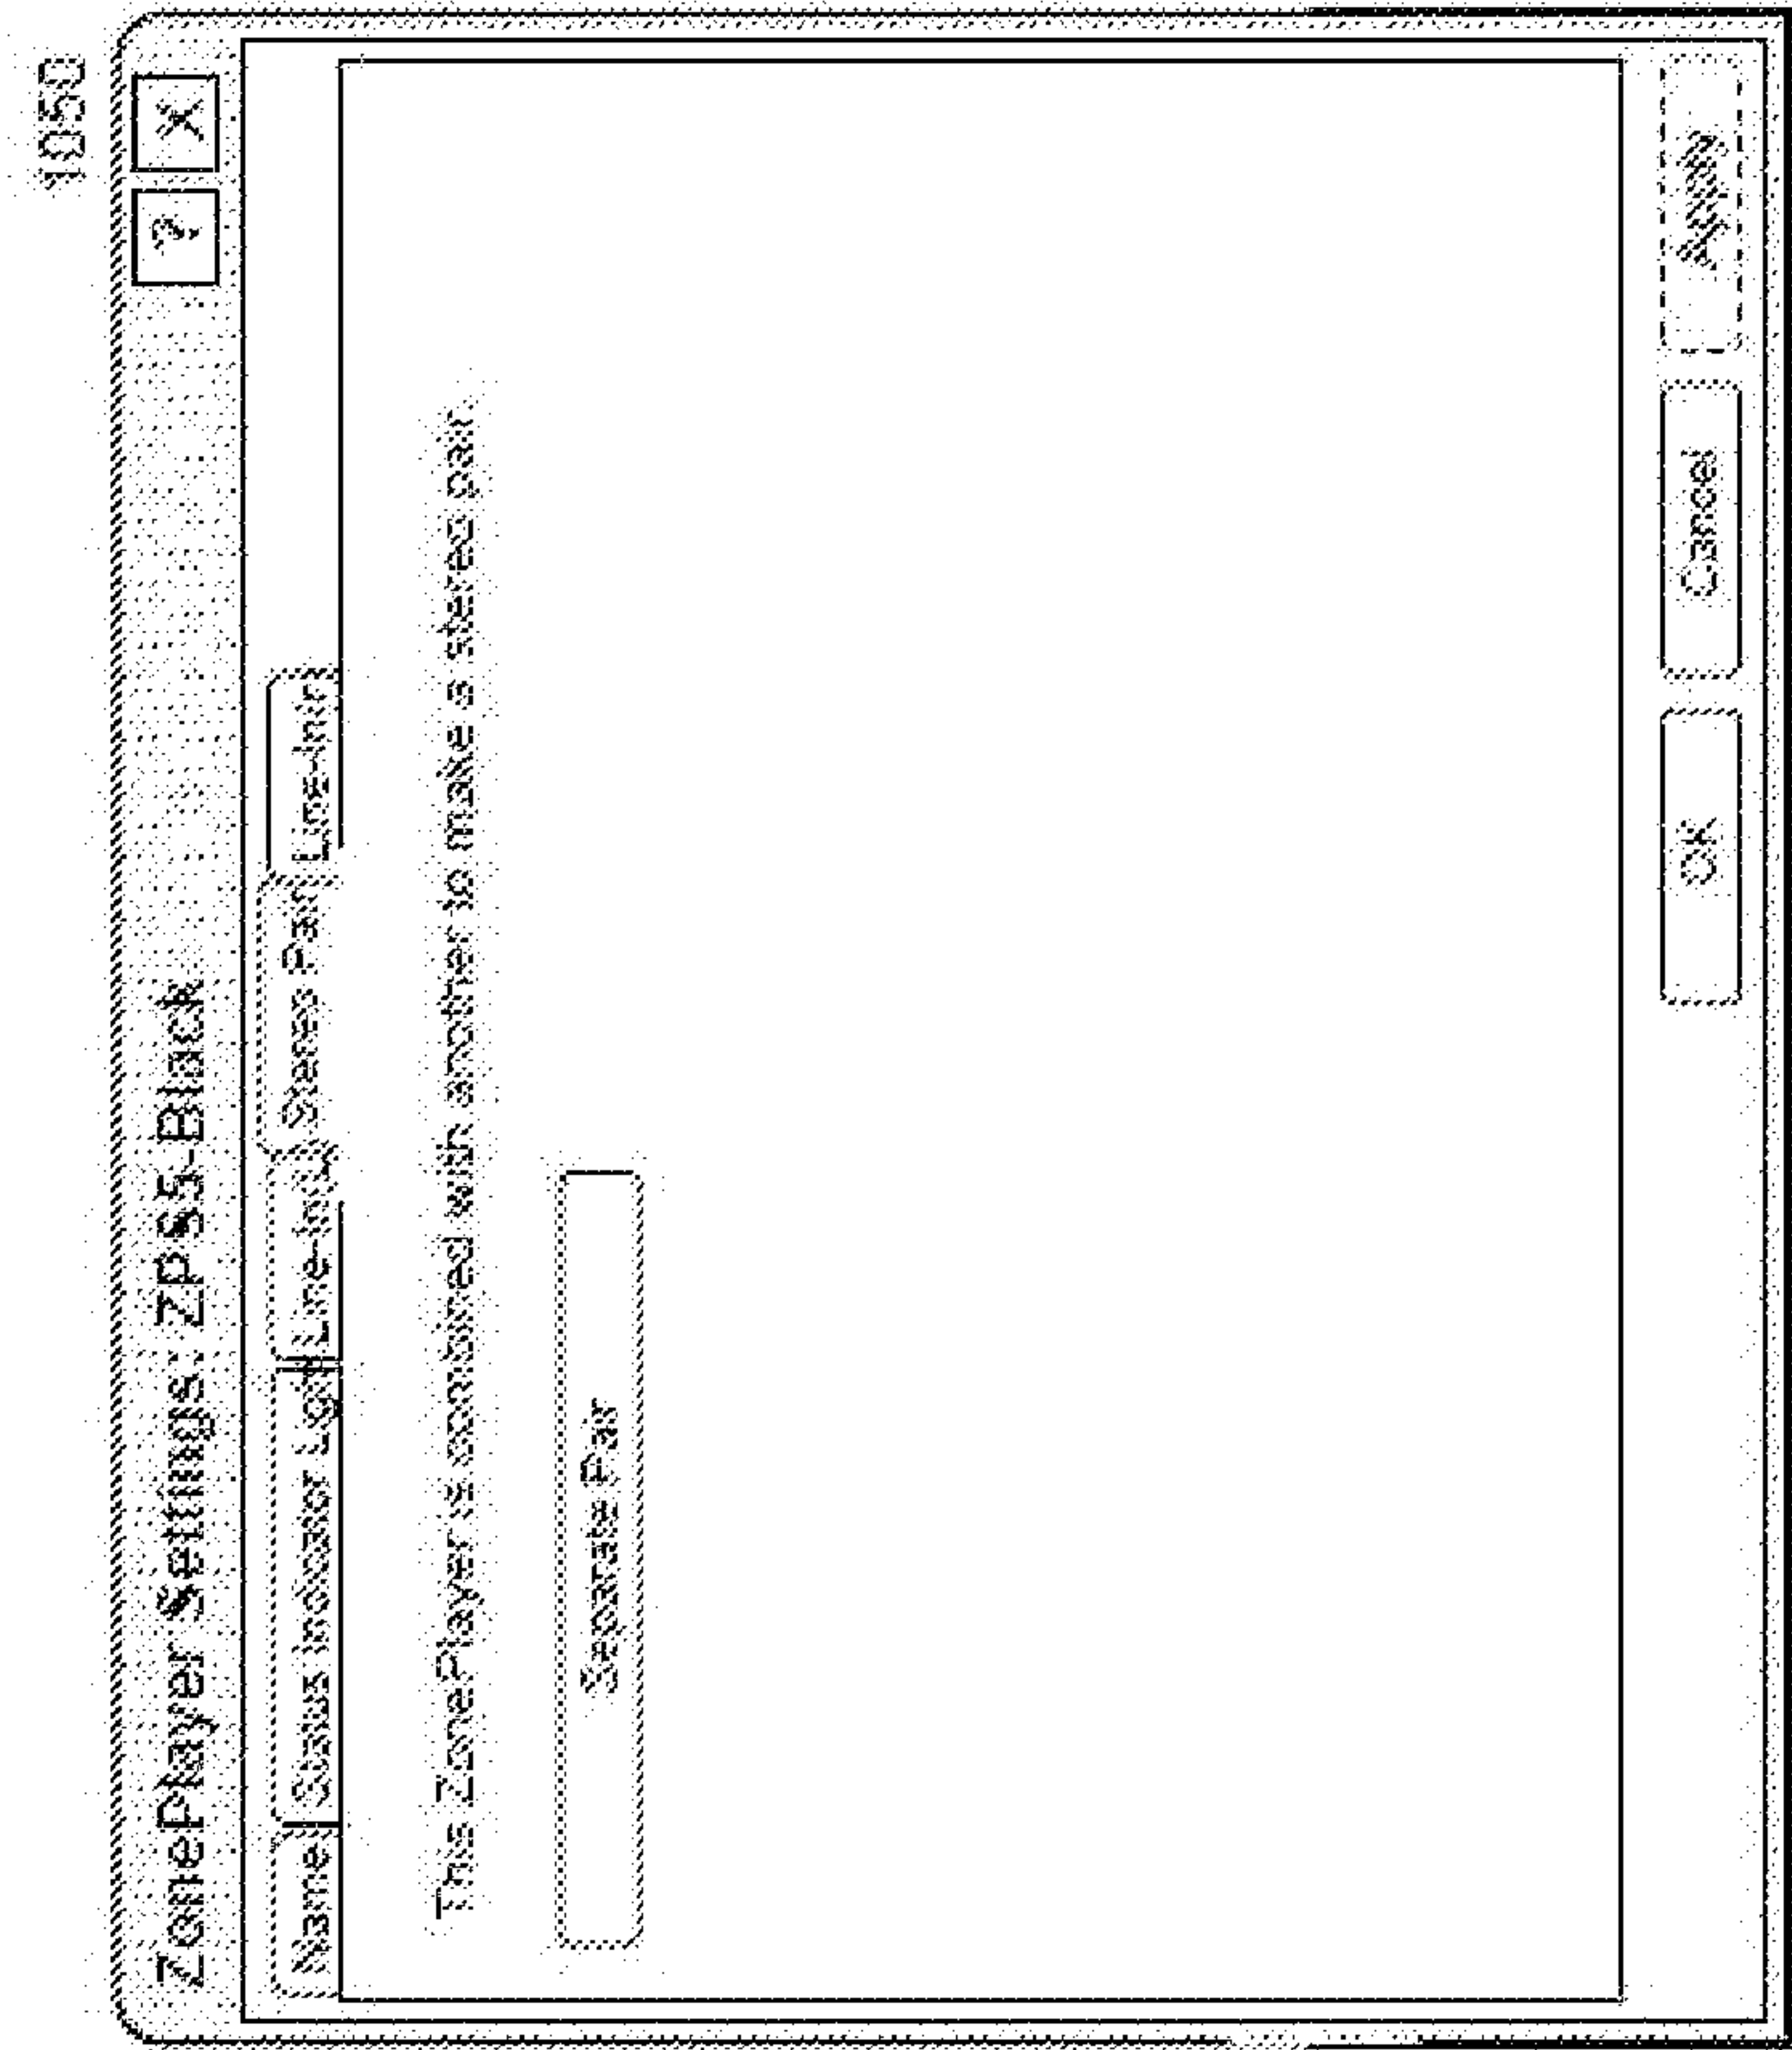 1050
ZonePlayer Settings: ZPS5-Black ? X
Name Status Indicator Light Line-In Stereo Pair Line-In
This ZonePlayer is combined with another to make a stereo pair.
Separate Pair
OK Cancel Apply